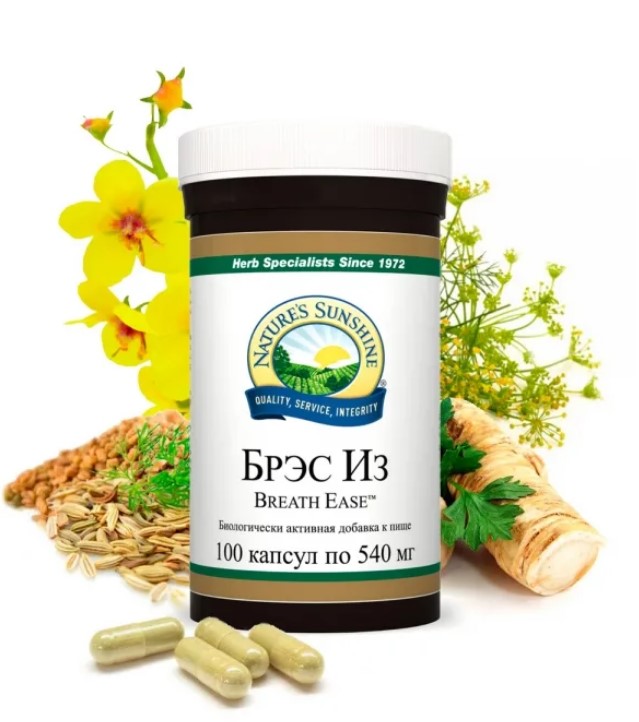 Herb Specialists Since 1972
NATURE'S SUNSHINE
®
QUALITY, SERVICE, INTEGRITY
Брэс Из
BREATH EASE™
Биологически активная добавка к пище
100 капсул по 540 мг